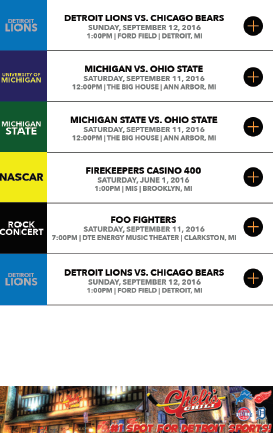 DETROIT
LIONS
DETROIT LIONS VS. CHICAGO BEARS
SUNDAY, SEPTEMBER 12, 2016
1:00PM | FORD FIELD | DETROIT, MI
UNIVERSITY OF
MICHIGAN
MICHIGAN VS. OHIO STATE
SATURDAY, SEPTEMBER 11, 2016
12:00PM | THE BIG HOUSE | ANN ARBOR, MI
MICHIGAN
STATE
MICHIGAN STATE VS. OHIO STATE
SATURDAY, SEPTEMBER 11, 2016
12:00PM | THE BIG HOUSE | ANN ARMOR, MI
NASCAR
FIREKEEPERS CASINO 400
SATURDAY, JUNE 1, 2016
1:00PM | MIS | BROOKLYN, MI
ROCK
CONCERT
FOO FIGHTERS
SATURDAY, SEPTEMBER 11, 2016
7:00PM | DTE ENERGY MUSIC THEATER | CLARKSTON, MI
DETROIT
LIONS
DETROIT LIONS VS. CHICAGO BEARS
SUNDAY, SEPTEMBER 12, 2016
1:00PM | FORD FIELD | DETROIT, MI
Cheli's
CHILI
#1 SPOT FOR DETROIT SPORTS!